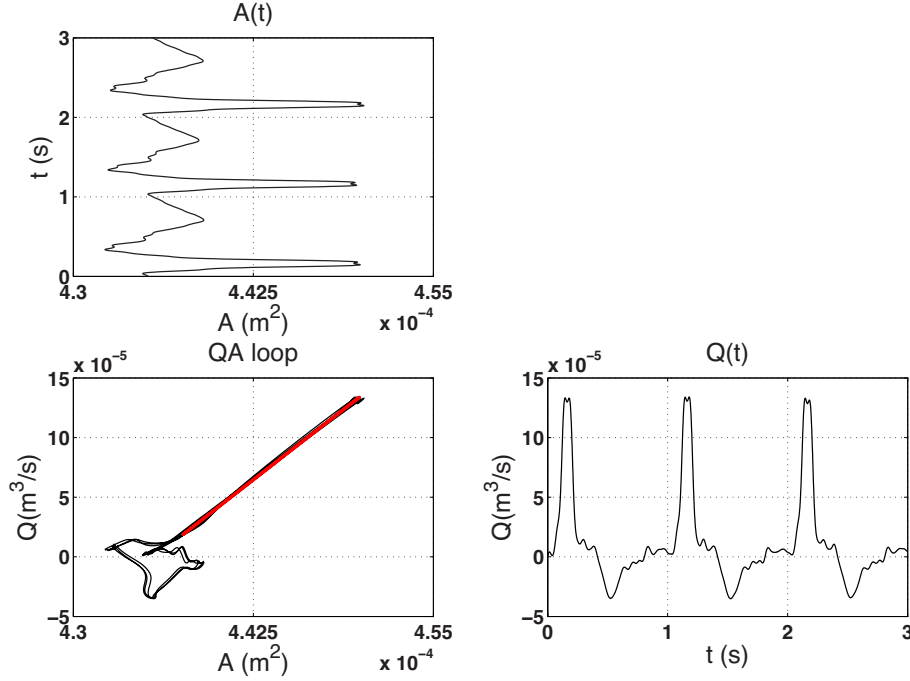 A(t)
3
2
1
0
t (s)
4.3
4.425
4.55
A (m²)
x 10⁻⁴
QA loop
x 10⁻⁵
15
10
5
0
−5
Q(m³/s)
4.3
4.425
4.55
A (m²)
x 10⁻⁴
Q(t)
x 10⁻⁵
15
10
5
0
−5
Q(m³/s)
0
1
2
3
t (s)